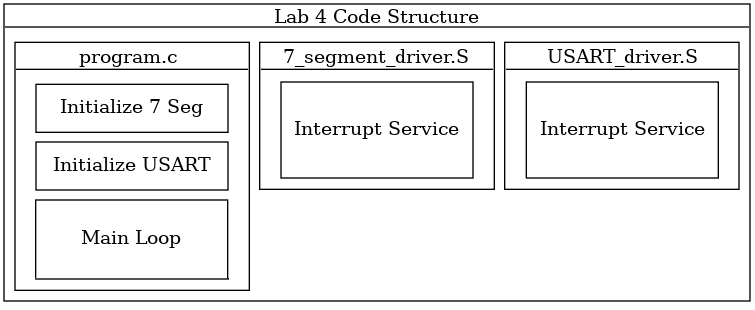 Lab 4 Code Structure
program.c
Initialize 7 Seg
Initialize USART
Main Loop
7_segment_driver.S
Interrupt Service
USART_driver.S
Interrupt Service